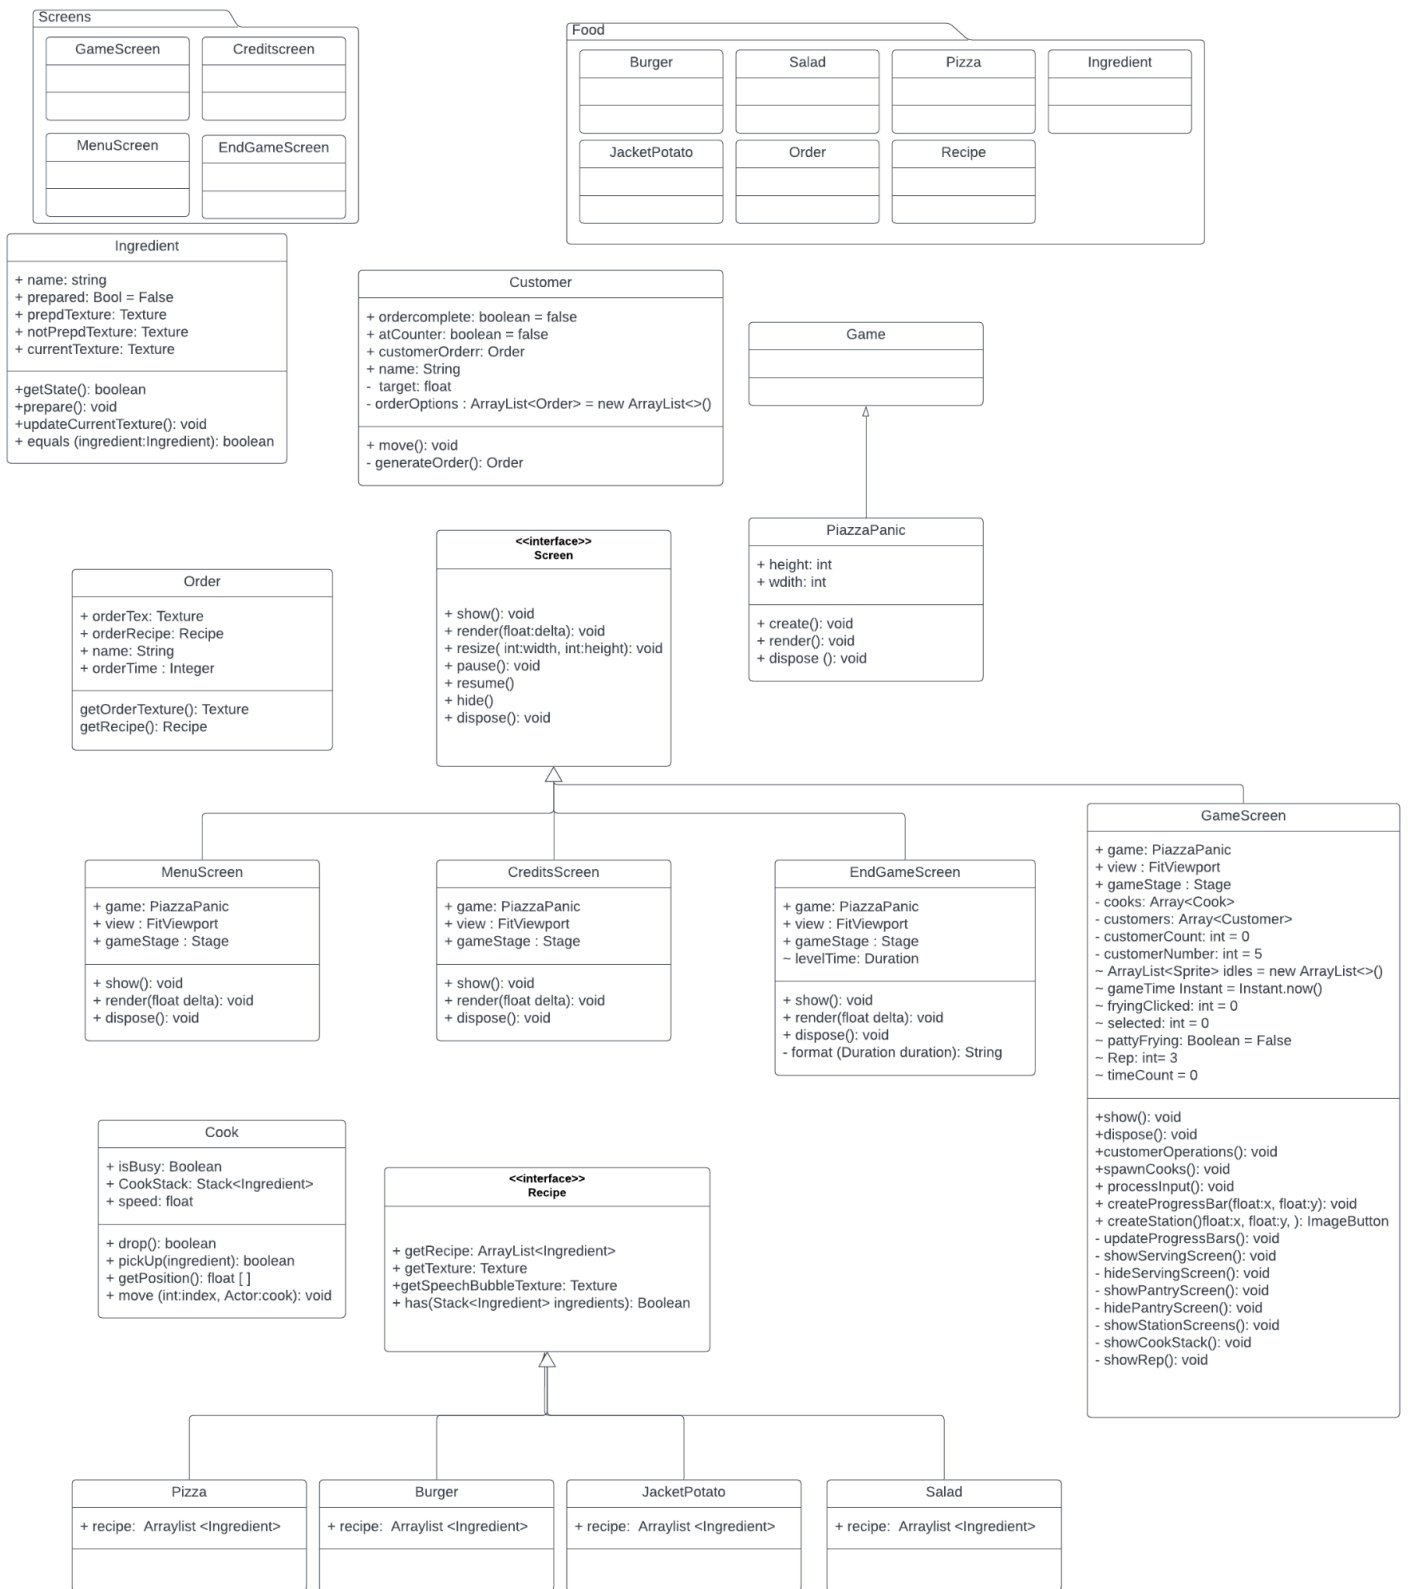 Screens
GameScreen
Creditscreen
MenuScreen
EndGameScreen
Food
Burger
Salad
Pizza
Ingredient
JacketPotato
Order
Recipe
Ingredient
+ name: string
+ prepared: Bool = False
+ prepdTexture: Texture
+ notPrepdTexture: Texture
+ currentTexture: Texture
+getState(): boolean
+prepare(): void
+updateCurrentTexture(): void
+ equals (ingredient:Ingredient): boolean
Customer
+ ordercomplete: boolean = false
+ atCounter: boolean = false
+ customerOrderr: Order
+ name: String
- target: float
- orderOptions : ArrayList<Order> = new ArrayList<>()
+ move(): void
- generateOrder(): Order
Game
PiazzaPanic
+ height: int
+ wdith: int
+ create(): void
+ render(): void
+ dispose (): void
<<interface>>
Screen
+ show(): void
+ render(float:delta): void
+ resize( int:width, int:height): void
+ pause(): void
+ resume()
+ hide()
+ dispose(): void
Order
+ orderTex: Texture
+ orderRecipe: Recipe
+ name: String
+ orderTime : Integer
getOrderTexture(): Texture
getRecipe(): Recipe
MenuScreen
+ game: PiazzaPanic
+ view : FitViewport
+ gameStage : Stage
+ show(): void
+ render(float delta): void
+ dispose(): void
CreditsScreen
+ game: PiazzaPanic
+ view : FitViewport
+ gameStage : Stage
+ show(): void
+ render(float delta): void
+ dispose(): void
EndGameScreen
+ game: PiazzaPanic
+ view : FitViewport
+ gameStage : Stage
~ levelTime: Duration
+ show(): void
+ render(float delta): void
+ dispose(): void
- format (Duration duration): String
GameScreen
+ game: PiazzaPanic
+ view : FitViewport
+ gameStage : Stage
- cooks: Array<Cook>
- customers: Array<Customer>
- customerCount: int = 0
- customerNumber: int = 5
~ ArrayList<Sprite> idles = new ArrayList<>()
~ gameTime Instant = Instant.now()
~ fryingClicked: int = 0
~ selected: int = 0
~ pattyFrying: Boolean = False
~ Rep: int= 3
~ timeCount = 0
+show(): void
+dispose(): void
+customerOperations(): void
+spawnCooks(): void
+ processInput(): void
+ createProgressBar(float:x, float:y): void
+ createStation()float:x, float:y, ): ImageButton
- updateProgressBars(): void
- showServingScreen(): void
- hideServingScreen(): void
- showPantryScreen(): void
- hidePantryScreen(): void
- showStationScreens(): void
- showCookStack(): void
- showRep(): void
Cook
+ isBusy: Boolean
+ CookStack: Stack<Ingredient>
+ speed: float
+ drop(): boolean
+ pickUp(ingredient): boolean
+ getPosition(): float [ ]
+ move (int:index, Actor:cook): void
<<interface>>
Recipe
+ getRecipe: ArrayList<Ingredient>
+ getTexture: Texture
+getSpeechBubbleTexture: Texture
+ has(Stack<Ingredient> ingredients): Boolean
Pizza
+ recipe: Arraylist <Ingredient>
Burger
+ recipe: Arraylist <Ingredient>
JacketPotato
+ recipe: Arraylist <Ingredient>
Salad
+ recipe: Arraylist <Ingredient>